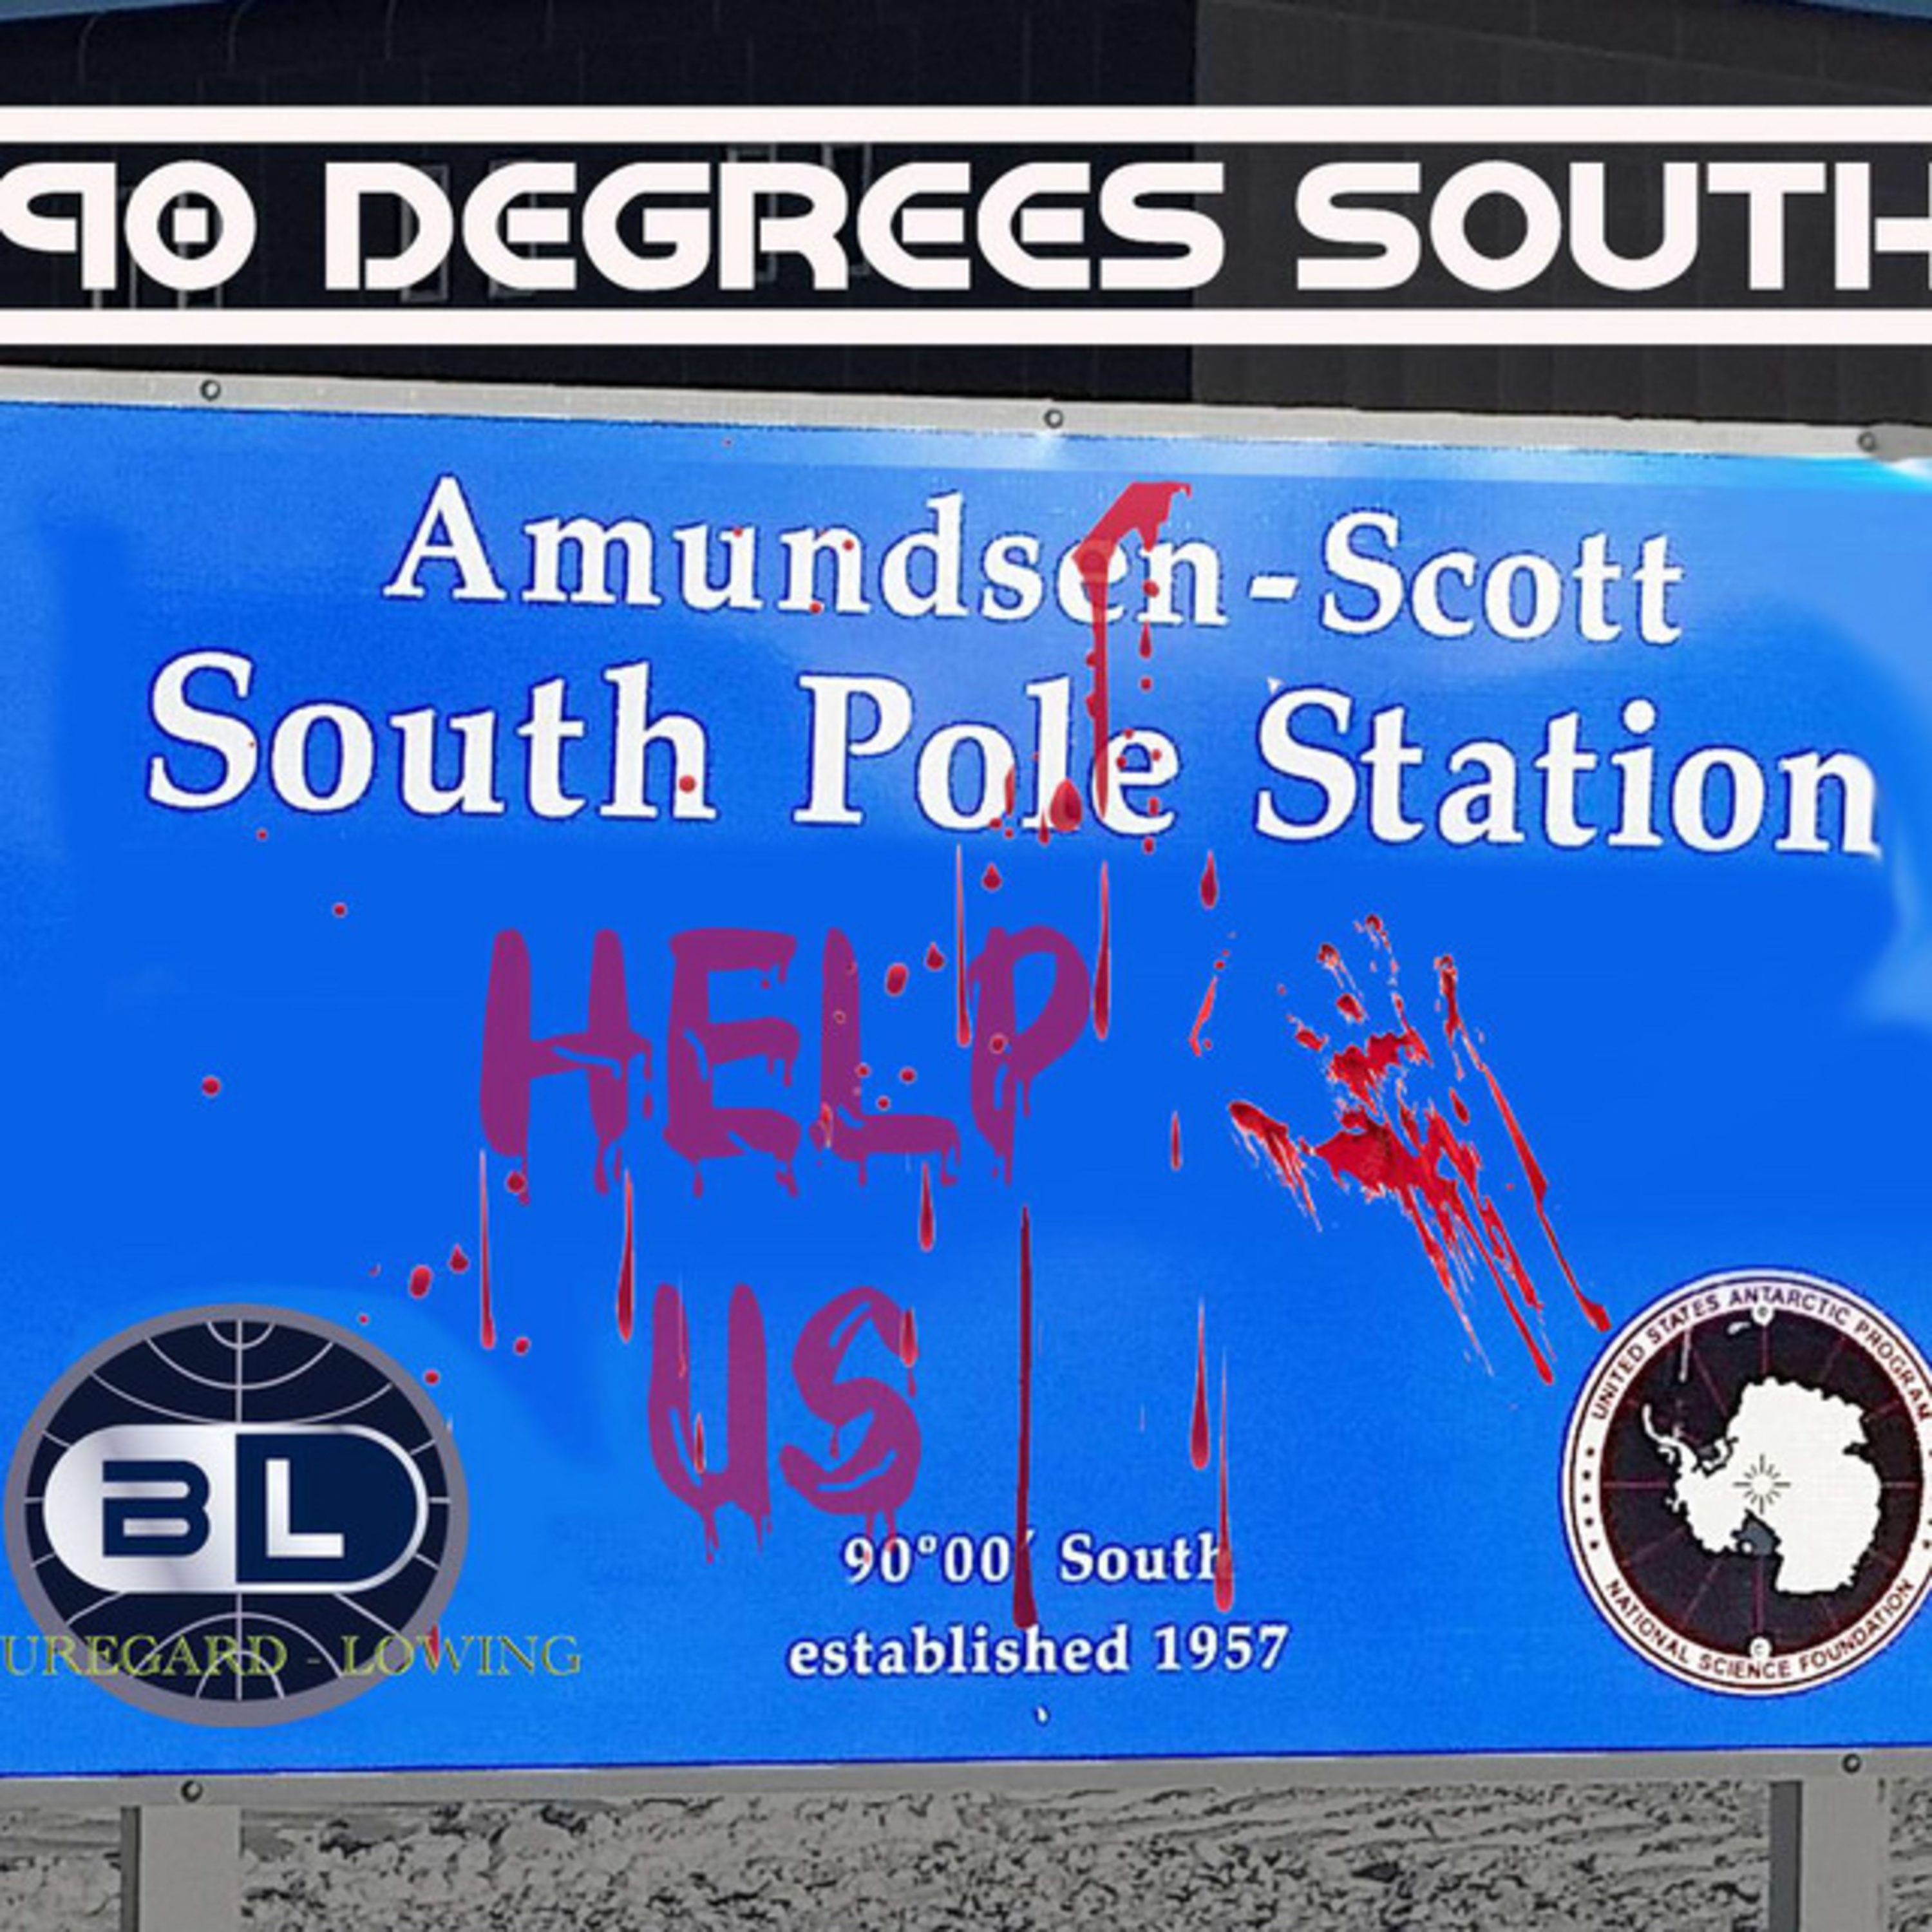 90 DEGREES SOUTH
Amundsen-Scott
South Pole Station
HELP
US
BL
UREGARD - LOWING
90°00′ South
established 1957
UNITED STATES ANTARCTIC PROGRAM
NATIONAL SCIENCE FOUNDATION